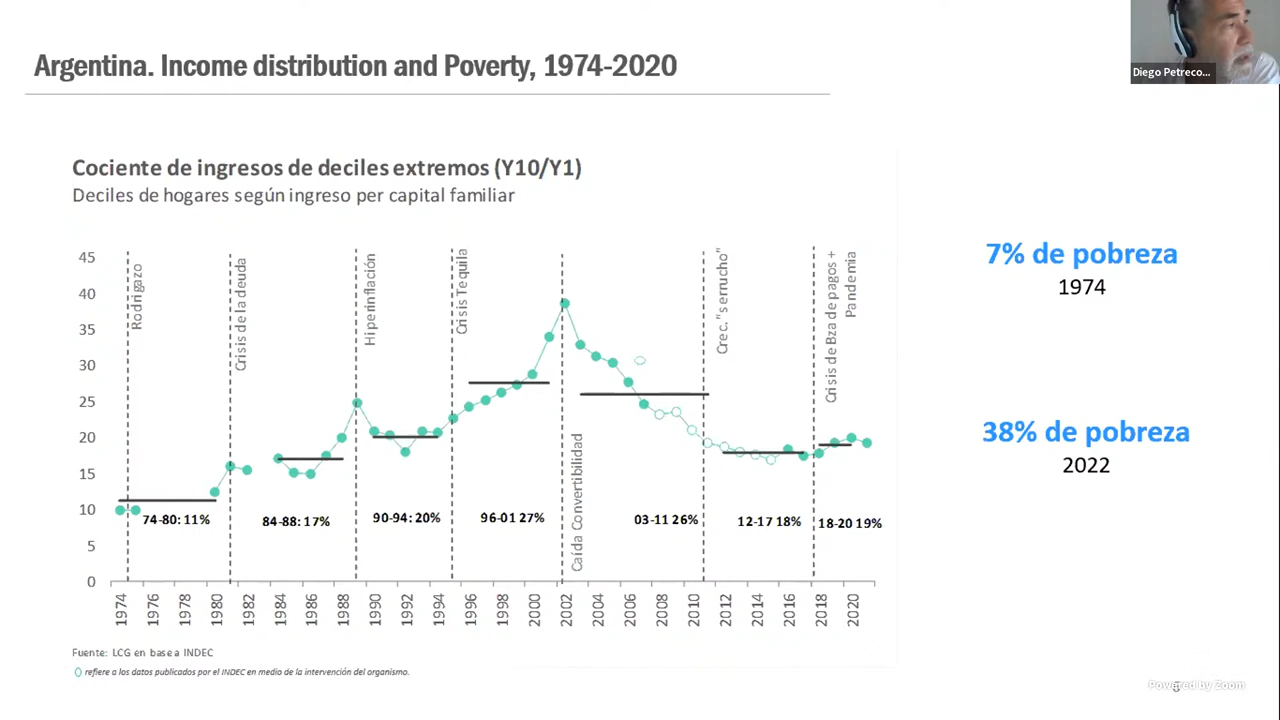 Argentina. Income distribution and Poverty, 1974-2020
Diego Petreco...
Cociente de ingresos de deciles extremos (Y10/Y1)
Deciles de hogares según ingreso per capital familiar
45
40
35
30
25
20
15
10
5
0
Rodrigazo
Crisis de la deuda
Hiperinflación
Crisis Tequila
Caída Convertibilidad
Crec. "serrucho"
Crisis de Bza de pagos +
Pandemia
74-80: 11%
84-88: 17%
90-94: 20%
96-01 27%
03-11 26%
12-17 18%
18-20 19%
1974
1976
1978
1980
1982
1984
1986
1988
1990
1992
1994
1996
1998
2000
2002
2004
2006
2008
2010
2012
2014
2016
2018
2020
7% de pobreza
1974
38% de pobreza
2022
Fuente: LCG en base a INDEC
refiere a los datos publicados por el INDEC en medio de la intervención del organismo.
Powered by Zoom